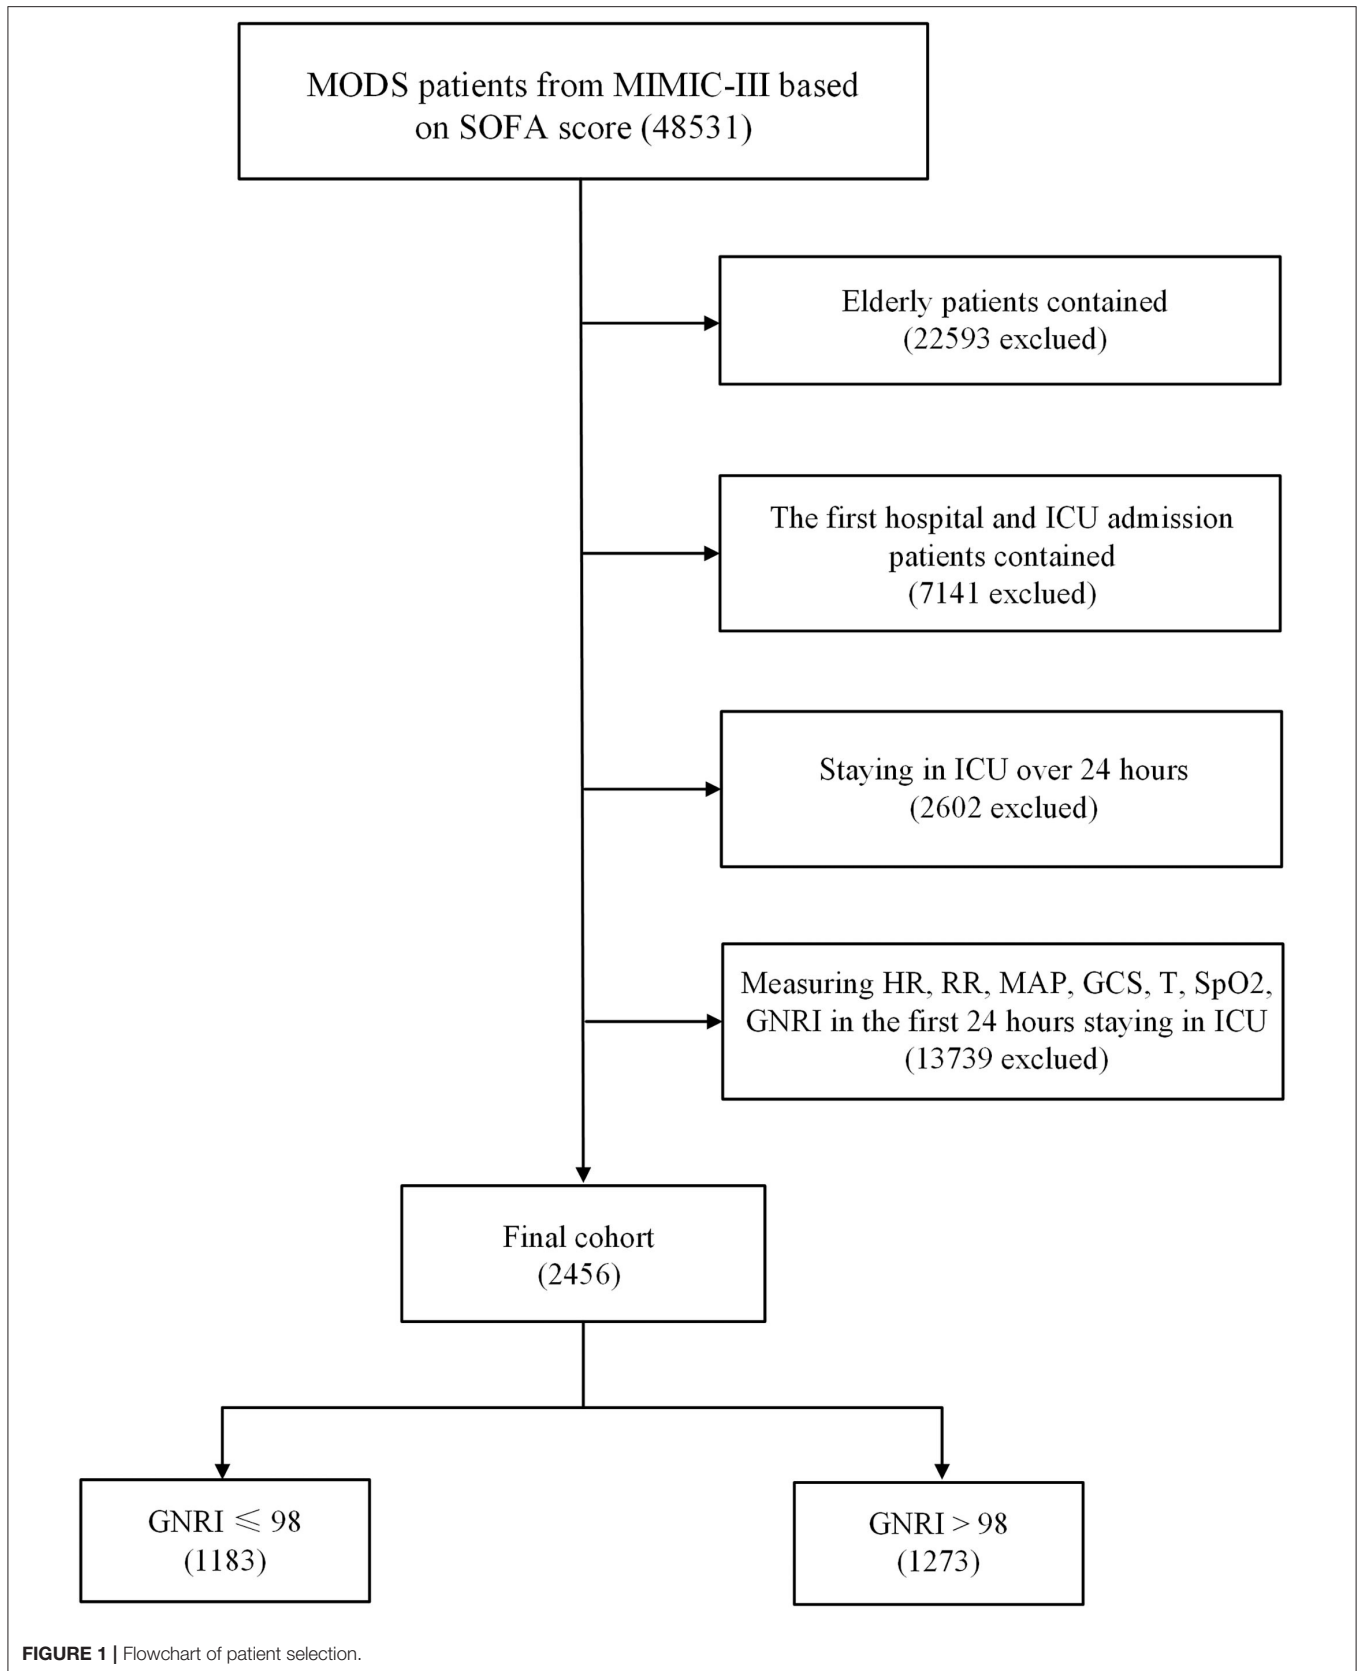 MODS patients from MIMIC-III based
on SOFA score (48531)
Elderly patients contained
(22593 exclued)
The first hospital and ICU admission
patients contained
(7141 exclued)
Staying in ICU over 24 hours
(2602 exclued)
Measuring HR, RR, MAP, GCS, T, SpO2,
GNRI in the first 24 hours staying in ICU
(13739 exclued)
Final cohort
(2456)
GNRI ≤ 98
(1183)
GNRI > 98
(1273)
FIGURE 1 | Flowchart of patient selection.